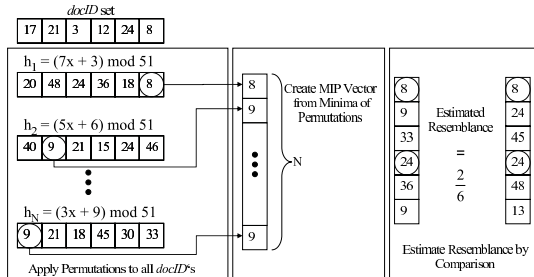 docID set
17 21 3 12 24 8
h1 = (7x + 3) mod 51
20 48 24 36 18 8
h2 = (5x + 6) mod 51
40 9 21 15 24 46
hN = (3x + 9) mod 51
9 21 18 45 30 33
Apply Permutations to all docID's
8
9
9
Create MIP Vector
from Minima of
Permutations
N
8
9
33
24
36
9
Estimated
Resemblance
=
2
6
8
24
45
24
48
13
Estimate Resemblance by
Comparison